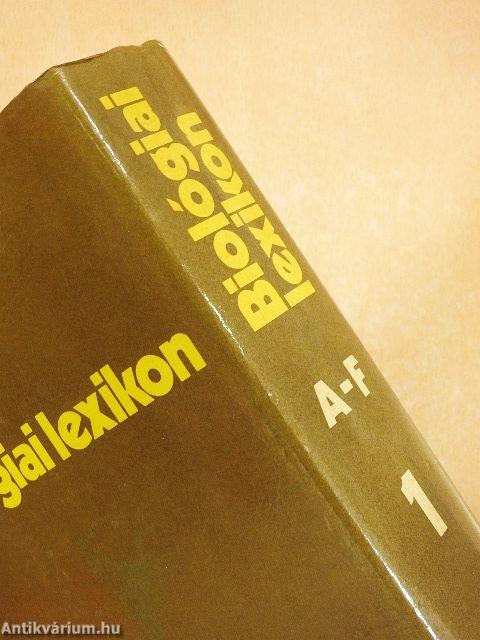 Biológiai
lexikon
A-F
1
giai lexikon
Antikvárium.hu